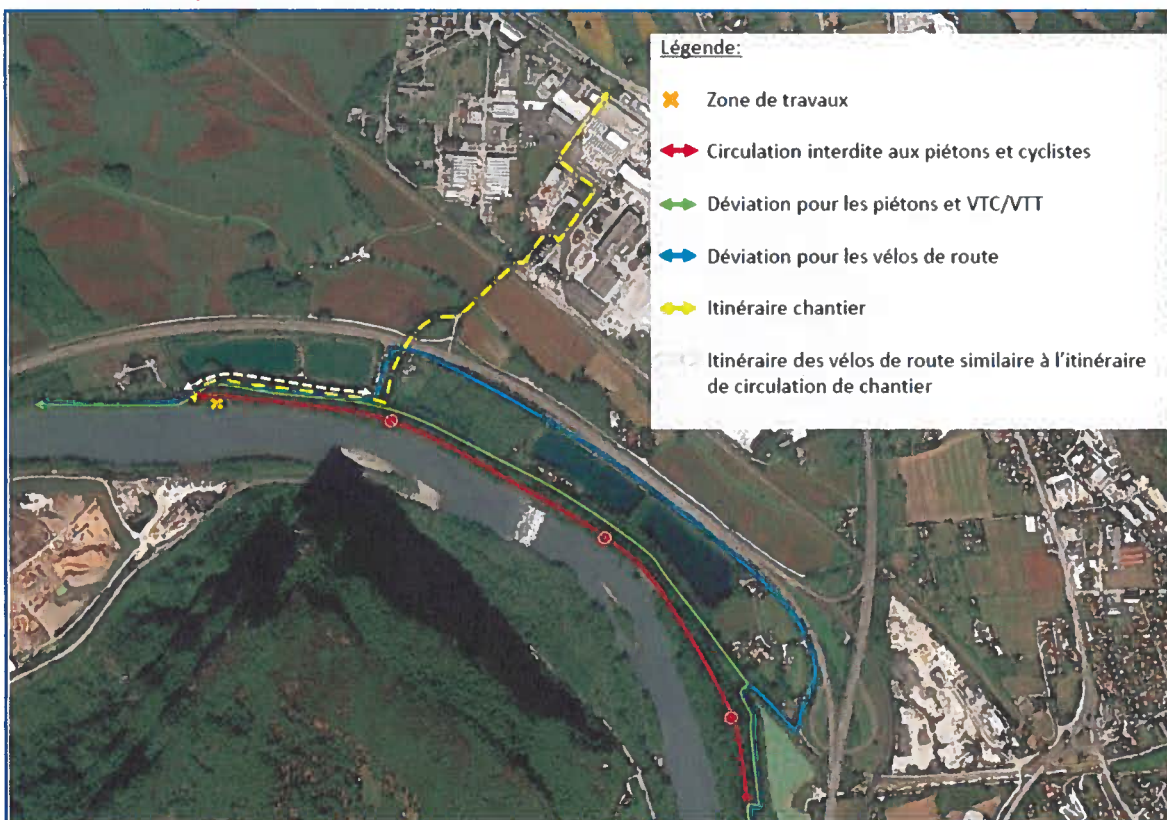 Légende:
Zone de travaux
Circulation interdite aux piétons et cyclistes
Déviation pour les piétons et VTC/VTT
Déviation pour les vélos de route
Itinéraire chantier
Itinéraire des vélos de route similaire à l'itinéraire
de circulation de chantier